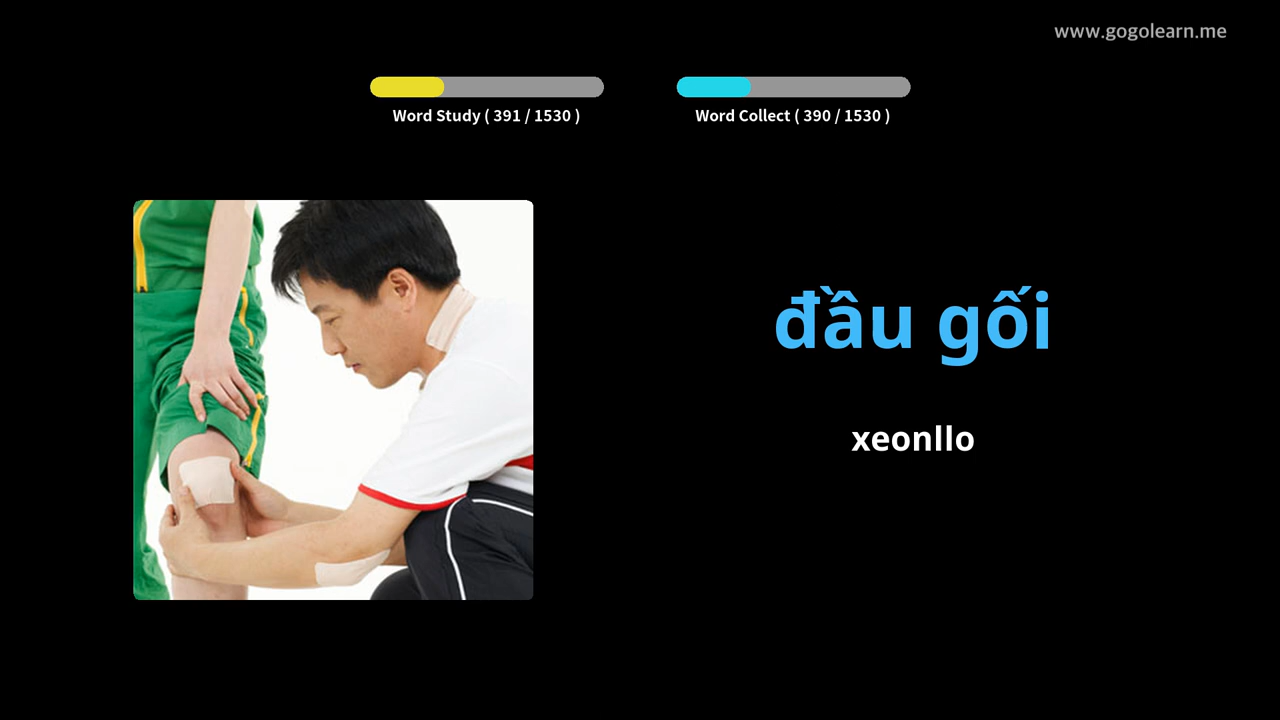 www.gogolearn.me
Word Study ( 391 / 1530 )
Word Collect ( 390 / 1530 )
đầu gối
xeonllo